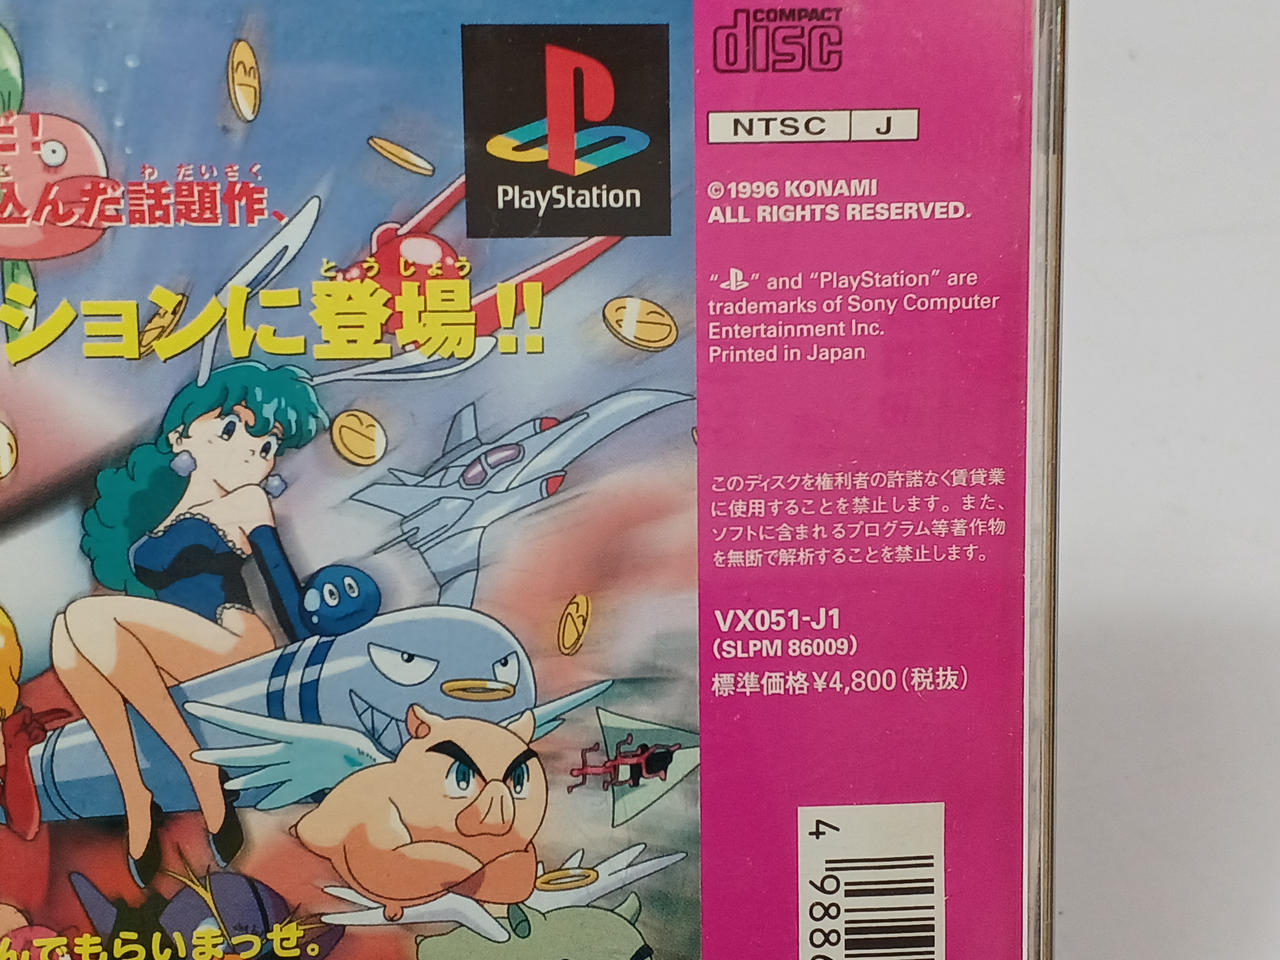 だ!
わだいさく
込んだ話題作、
とうじょう
ションに登場!!
んでもらいまっせ。
PlayStation
COMPACT
disc
NTSC J
©1996 KONAMI
ALL RIGHTS RESERVED.
“ ” and “PlayStation” are
trademarks of Sony Computer
Entertainment Inc.
Printed in Japan
このディスクを権利者の許諾なく賃貸業
に使用することを禁止します。また、
ソフトに含まれるプログラム等著作物
を無断で解析することを禁止します。
VX051-J1
(SLPM 86009)
標準価格¥4,800(税抜)
4 988